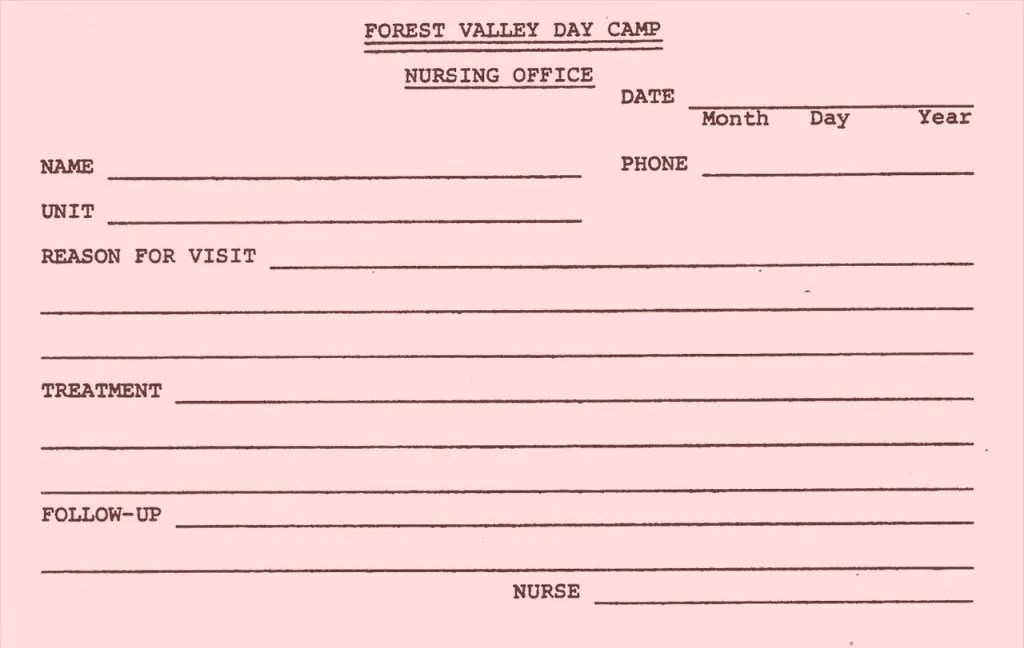 FOREST VALLEY DAY CAMP
NURSING OFFICE
DATE
Month Day Year
NAME
PHONE
UNIT
REASON FOR VISIT
TREATMENT
FOLLOW-UP
NURSE